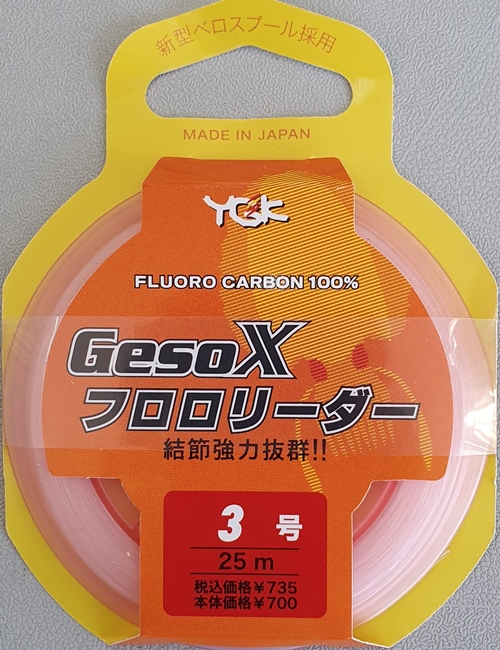 新型ベロスプール採用
MADE IN JAPAN
YGK
FLUORO CARBON 100%
GesoX
フロロリーダー
結節強力抜群!!
3 号
25 m
税込価格¥735
本体価格¥700